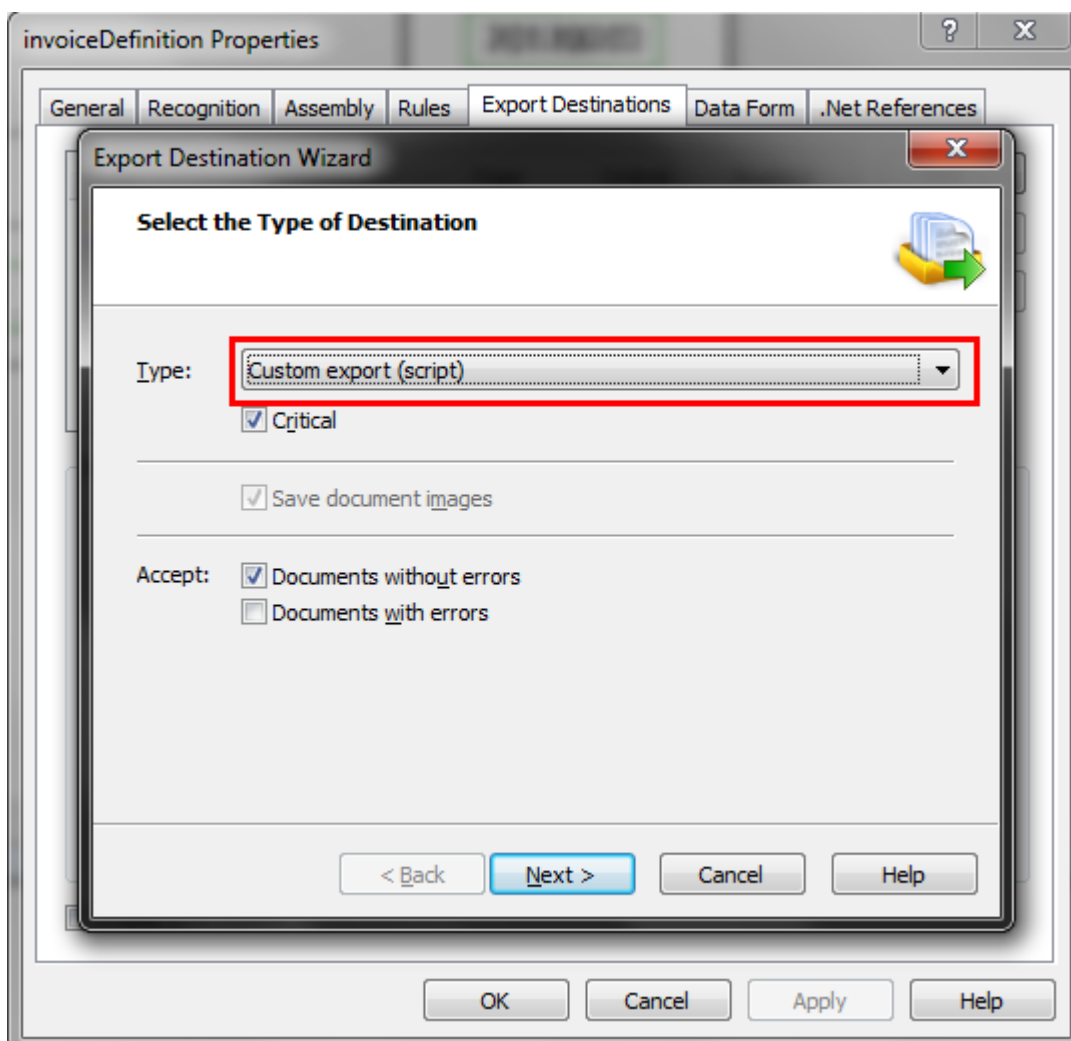 invoiceDefinition Properties
General Recognition Assembly Rules Export Destinations Data Form .Net References
Export Destination Wizard
Select the Type of Destination
Type: Custom export (script)
Critical
Save document images
Accept: Documents without errors
Documents with errors
< Back Next > Cancel Help
OK Cancel Apply Help